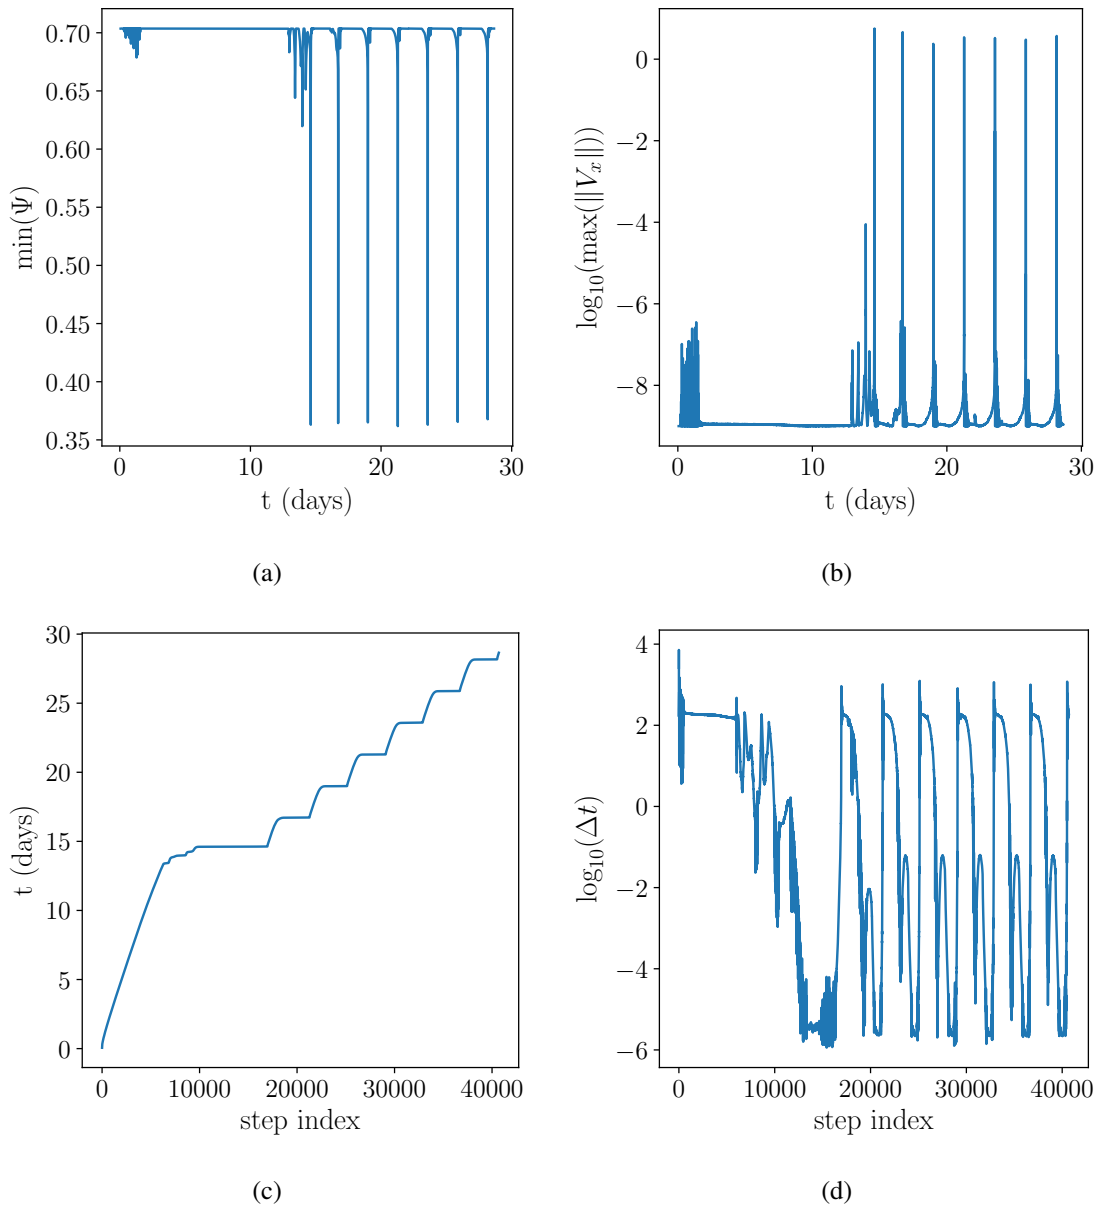 0.70
0.65
0.60
0.55
0.50
0.45
0.40
0.35
min(Ψ)
0 10 20 30
t (days)
(a)
0
−2
−4
−6
−8
log₁₀(max(||Vₓ||))
0 10 20 30
t (days)
(b)
30
25
20
15
10
5
0
t (days)
0 10000 20000 30000 40000
step index
(c)
4
2
0
−2
−4
−6
log₁₀(Δt)
0 10000 20000 30000 40000
step index
(d)